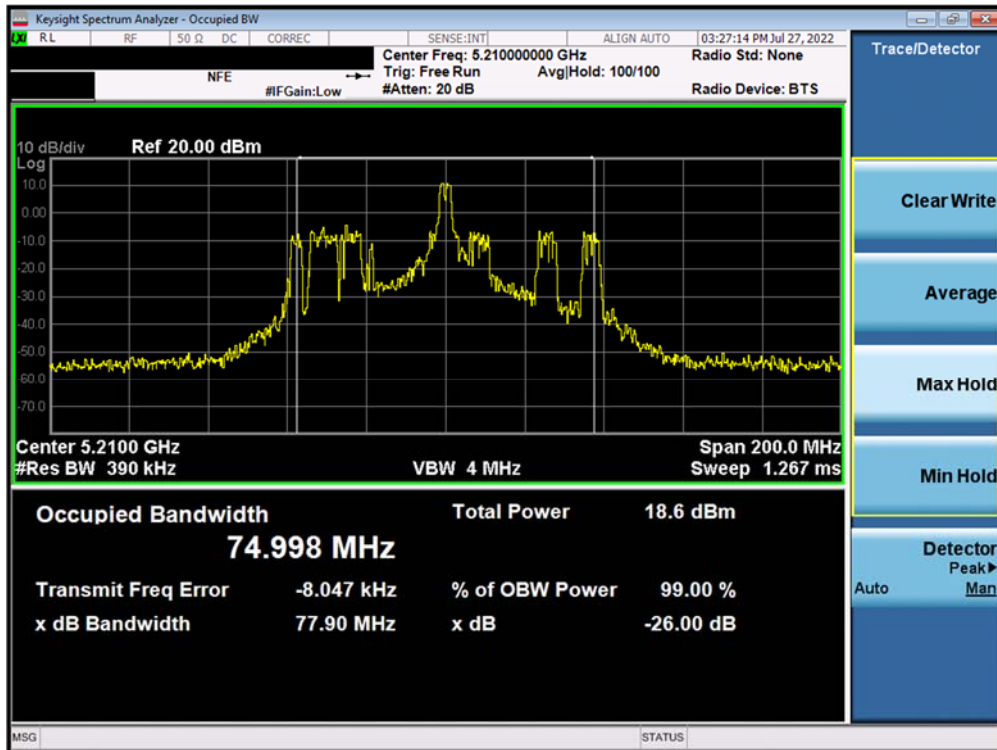 Keysight Spectrum Analyzer - Occupied BW
LXI RL RF 50 Ω DC CORREC SENSE:INT ALIGN AUTO 03:27:14 PM Jul 27, 2022
Center Freq: 5.210000000 GHz Radio Std: None
NFE Trig: Free Run Avg|Hold: 100/100
#IFGain:Low #Atten: 20 dB Radio Device: BTS
Trace/Detector
10 dB/div Ref 20.00 dBm
Log
10.0
0.00
-10.0
-20.0
-30.0
-40.0
-50.0
-60.0
-70.0
Center 5.2100 GHz Span 200.0 MHz
#Res BW 390 kHz VBW 4 MHz Sweep 1.267 ms
Occupied Bandwidth Total Power 18.6 dBm
74.998 MHz
Transmit Freq Error -8.047 kHz % of OBW Power 99.00 %
x dB Bandwidth 77.90 MHz x dB -26.00 dB
Clear Write
Average
Max Hold
Min Hold
Detector
Peak▶
Auto Man
MSG STATUS